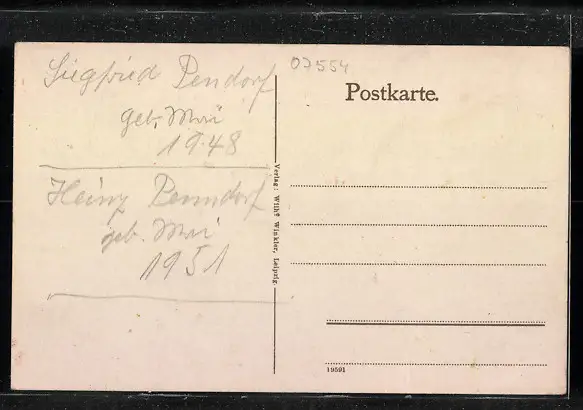 Siegfried Pendorf
geb. Mai
1948
Heinz Penndorf
geb. Mai
1951
Verlag: Wilh. Winkler, Leipzig.
07554
Postkarte.
19591